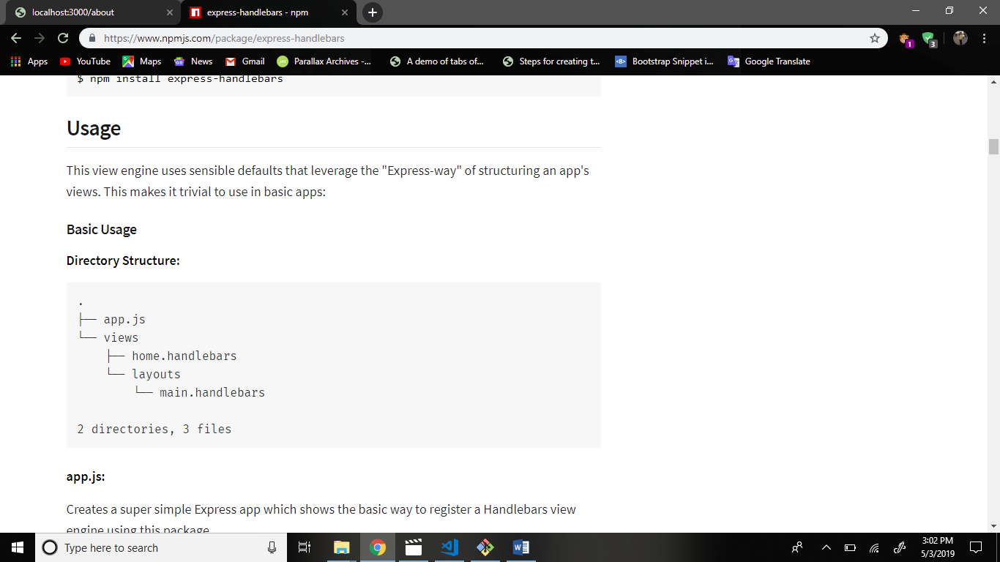 localhost:3000/about
express-handlebars - npm
https://www.npmjs.com/package/express-handlebars
1
3
Apps
YouTube
Maps
News
Gmail
Parallax Archives -...
A demo of tabs of...
Steps for creating t...
Bootstrap Snippet i...
Google Translate
$ npm install express-handlebars
Usage
This view engine uses sensible defaults that leverage the "Express-way" of structuring an app's
views. This makes it trivial to use in basic apps:
Basic Usage
Directory Structure:
.
├── app.js
└── views
    ├── home.handlebars
    └── layouts
        └── main.handlebars
2 directories, 3 files
app.js:
Creates a super simple Express app which shows the basic way to register a Handlebars view
engine using this package.
Type here to search
3:02 PM
5/3/2019